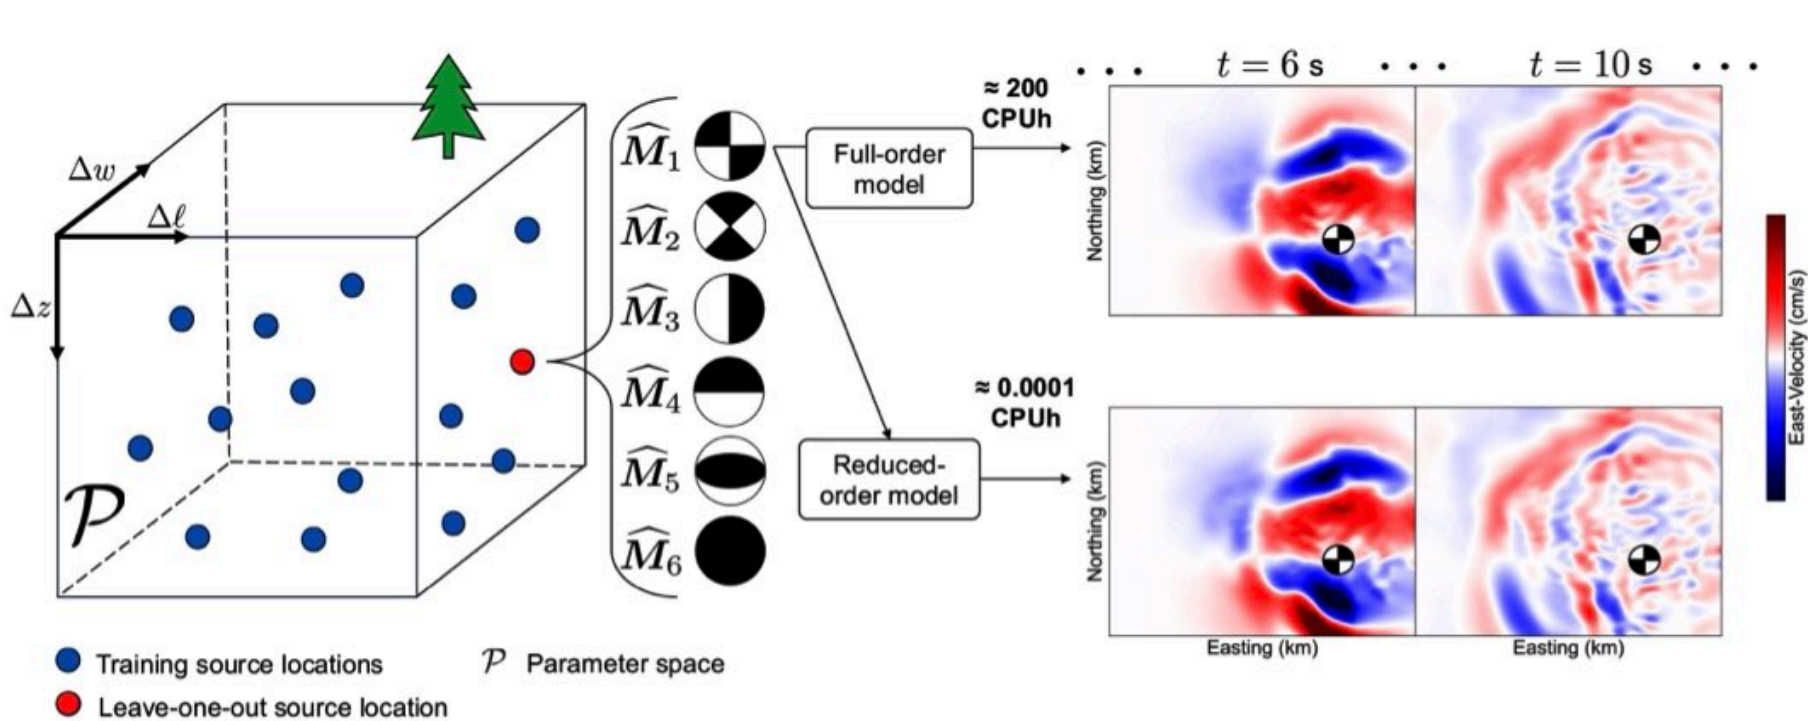 Δw
Δℓ
Δz
𝒫
M̂₁
M̂₂
M̂₃
M̂₄
M̂₅
M̂₆
Full-order
model
Reduced-
order model
≈ 200
CPUh
≈ 0.0001
CPUh
• • • t = 6 s • • • t = 10 s • • •
Northing (km)
Northing (km)
Easting (km) Easting (km)
East-Velocity (cm/s)
Training source locations
𝒫 Parameter space
Leave-one-out source location